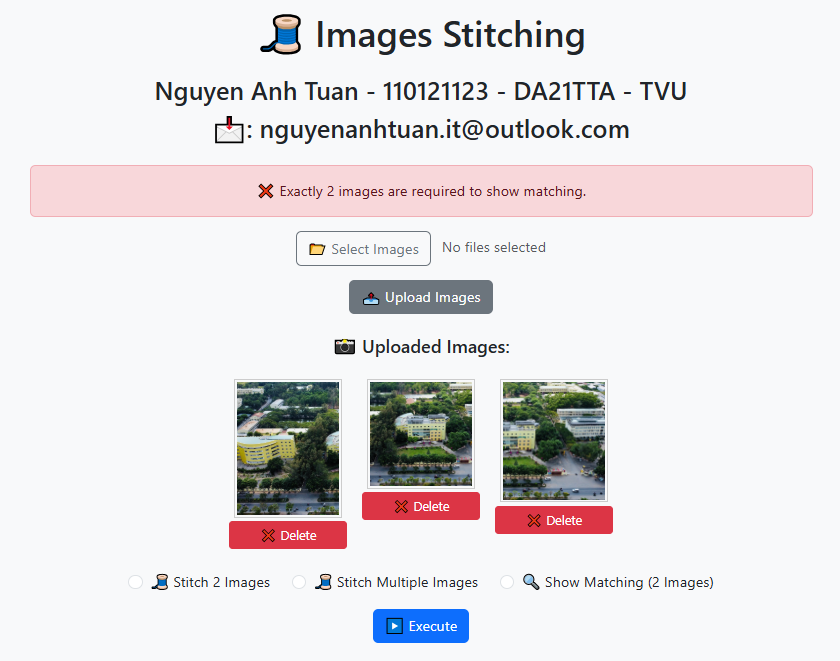 Images Stitching
Nguyen Anh Tuan - 110121123 - DA21TTA - TVU
: nguyenanhtuan.it@outlook.com
Exactly 2 images are required to show matching.
Select Images No files selected
Upload Images
Uploaded Images:
Delete Delete Delete
Stitch 2 Images Stitch Multiple Images Show Matching (2 Images)
Execute